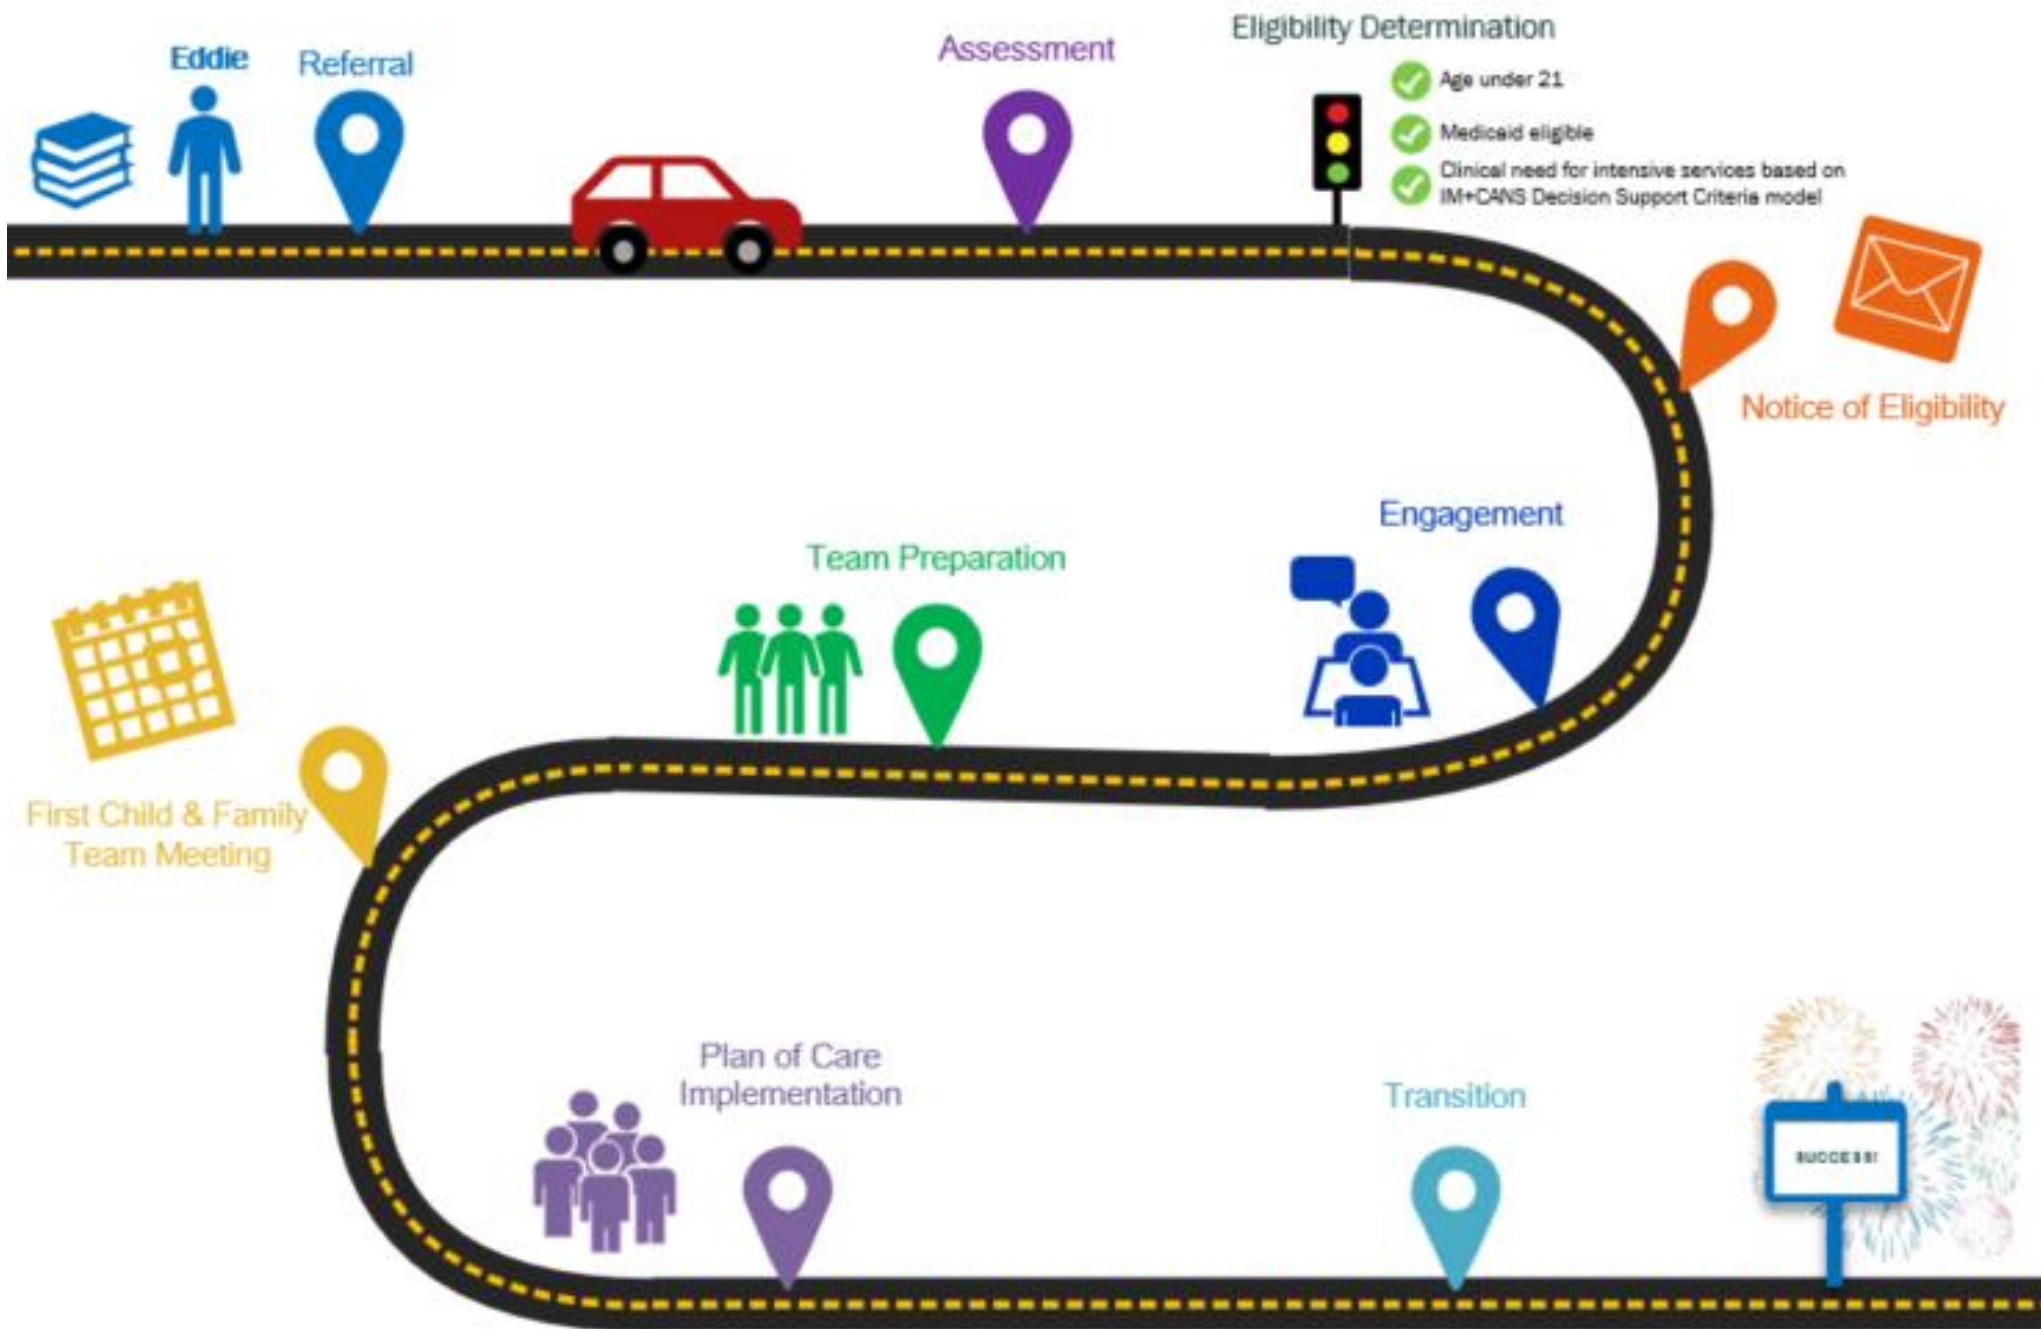 Eddie
Referral
Assessment
Eligibility Determination
Age under 21
Medicaid eligible
Clinical need for intensive services based on
IM+CANS Decision Support Criteria model
Notice of Eligibility
Engagement
Team Preparation
First Child & Family
Team Meeting
Plan of Care
Implementation
Transition
SUCCESS!